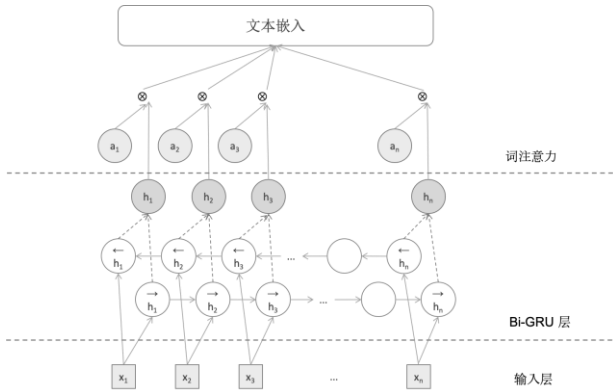 文本嵌入
⊗ ⊗ ⊗ ⊗
a₁ a₂ a₃ aₙ
词注意力
h₁ h₂ h₃ hₙ
←h₁ ←h₂ ←h₃ ... ←hₙ
→h₁ →h₂ →h₃ ... →hₙ
Bi-GRU 层
x₁ x₂ x₃ ... xₙ
输入层